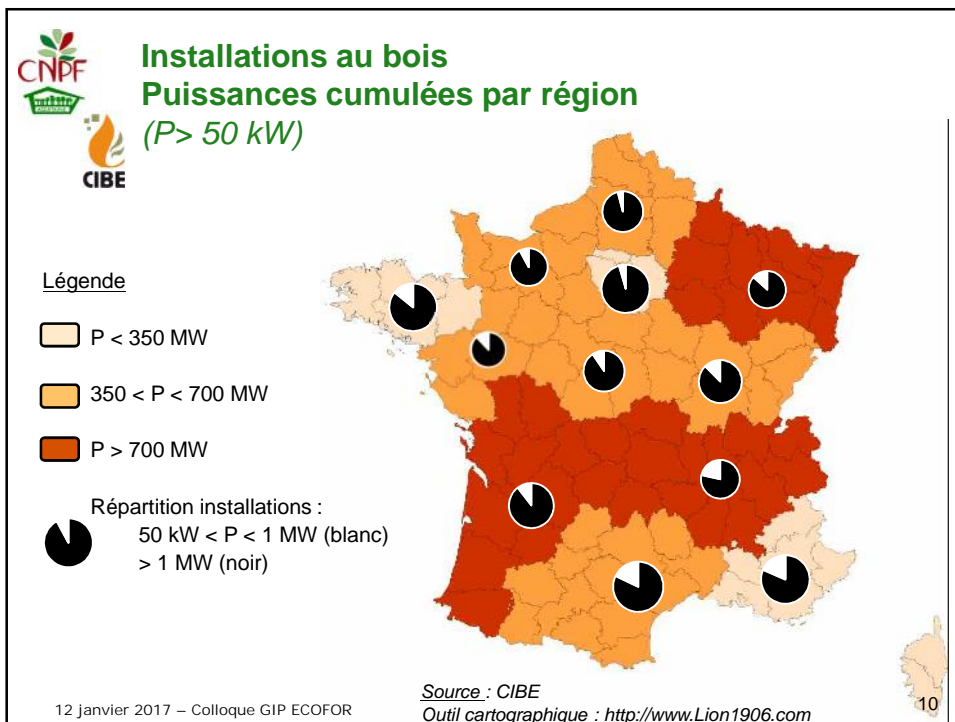 CNPF
CIBE
Installations au bois
Puissances cumulées par région
(P> 50 kW)
Légende
P < 350 MW
350 < P < 700 MW
P > 700 MW
Répartition installations :
50 kW < P < 1 MW (blanc)
> 1 MW (noir)
12 janvier 2017 – Colloque GIP ECOFOR
Source : CIBE
Outil cartographique : http://www.Lion1906.com
10